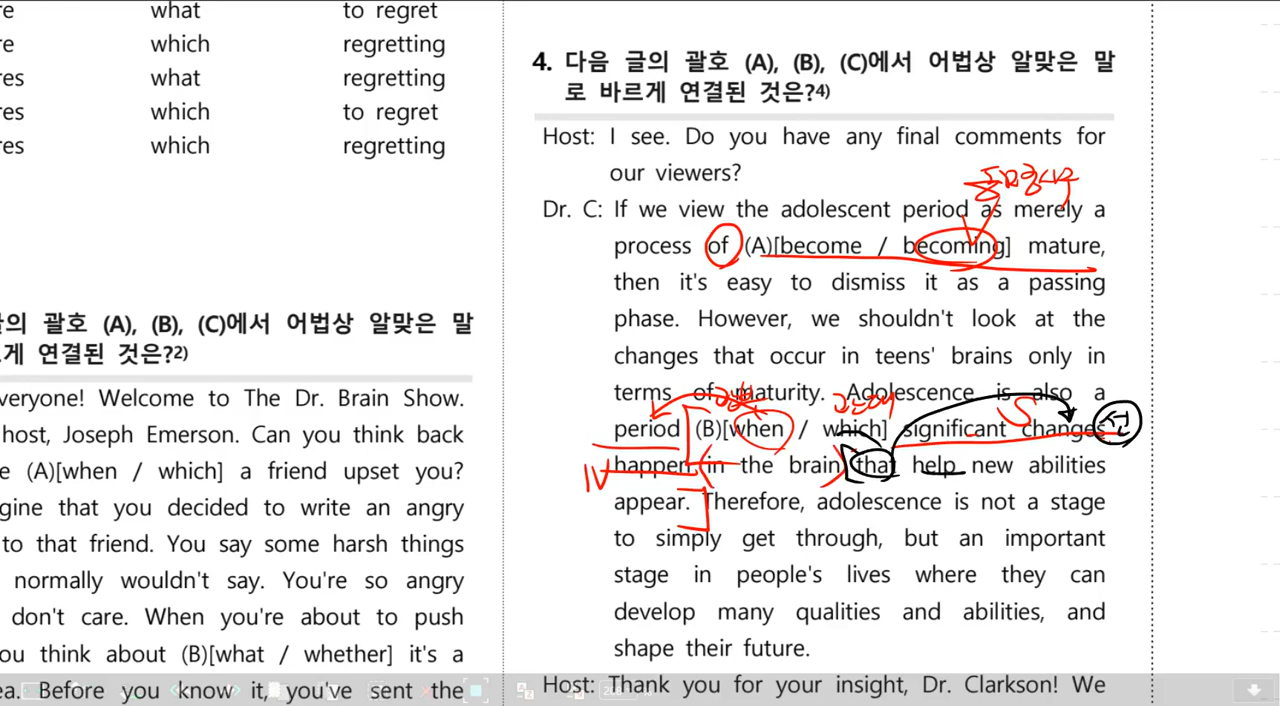 re what to regret
re which regretting
res what regretting
res which to regret
res which regretting
글의 괄호 (A), (B), (C)에서 어법상 알맞은 말
르게 연결된 것은?2)
everyone! Welcome to The Dr. Brain Show.
host, Joseph Emerson. Can you think back
e (A)[when / which] a friend upset you?
gine that you decided to write an angry
to that friend. You say some harsh things
normally wouldn't say. You're so angry
don't care. When you're about to push
ou think about (B)[what / whether] it's a
ea. Before you know it, you've sent the
4. 다음 글의 괄호 (A), (B), (C)에서 어법상 알맞은 말
로 바르게 연결된 것은?4)
Host: I see. Do you have any final comments for
our viewers?
Dr. C: If we view the adolescent period as merely a
process of (A)[become / becoming] mature,
then it's easy to dismiss it as a passing
phase. However, we shouldn't look at the
changes that occur in teens' brains only in
terms of maturity. Adolescence is also a
period (B)[when / which] significant changes
happen in the brain that help new abilities
appear. Therefore, adolescence is not a stage
to simply get through, but an important
stage in people's lives where they can
develop many qualities and abilities, and
shape their future.
Host: Thank you for your insight, Dr. Clarkson! We